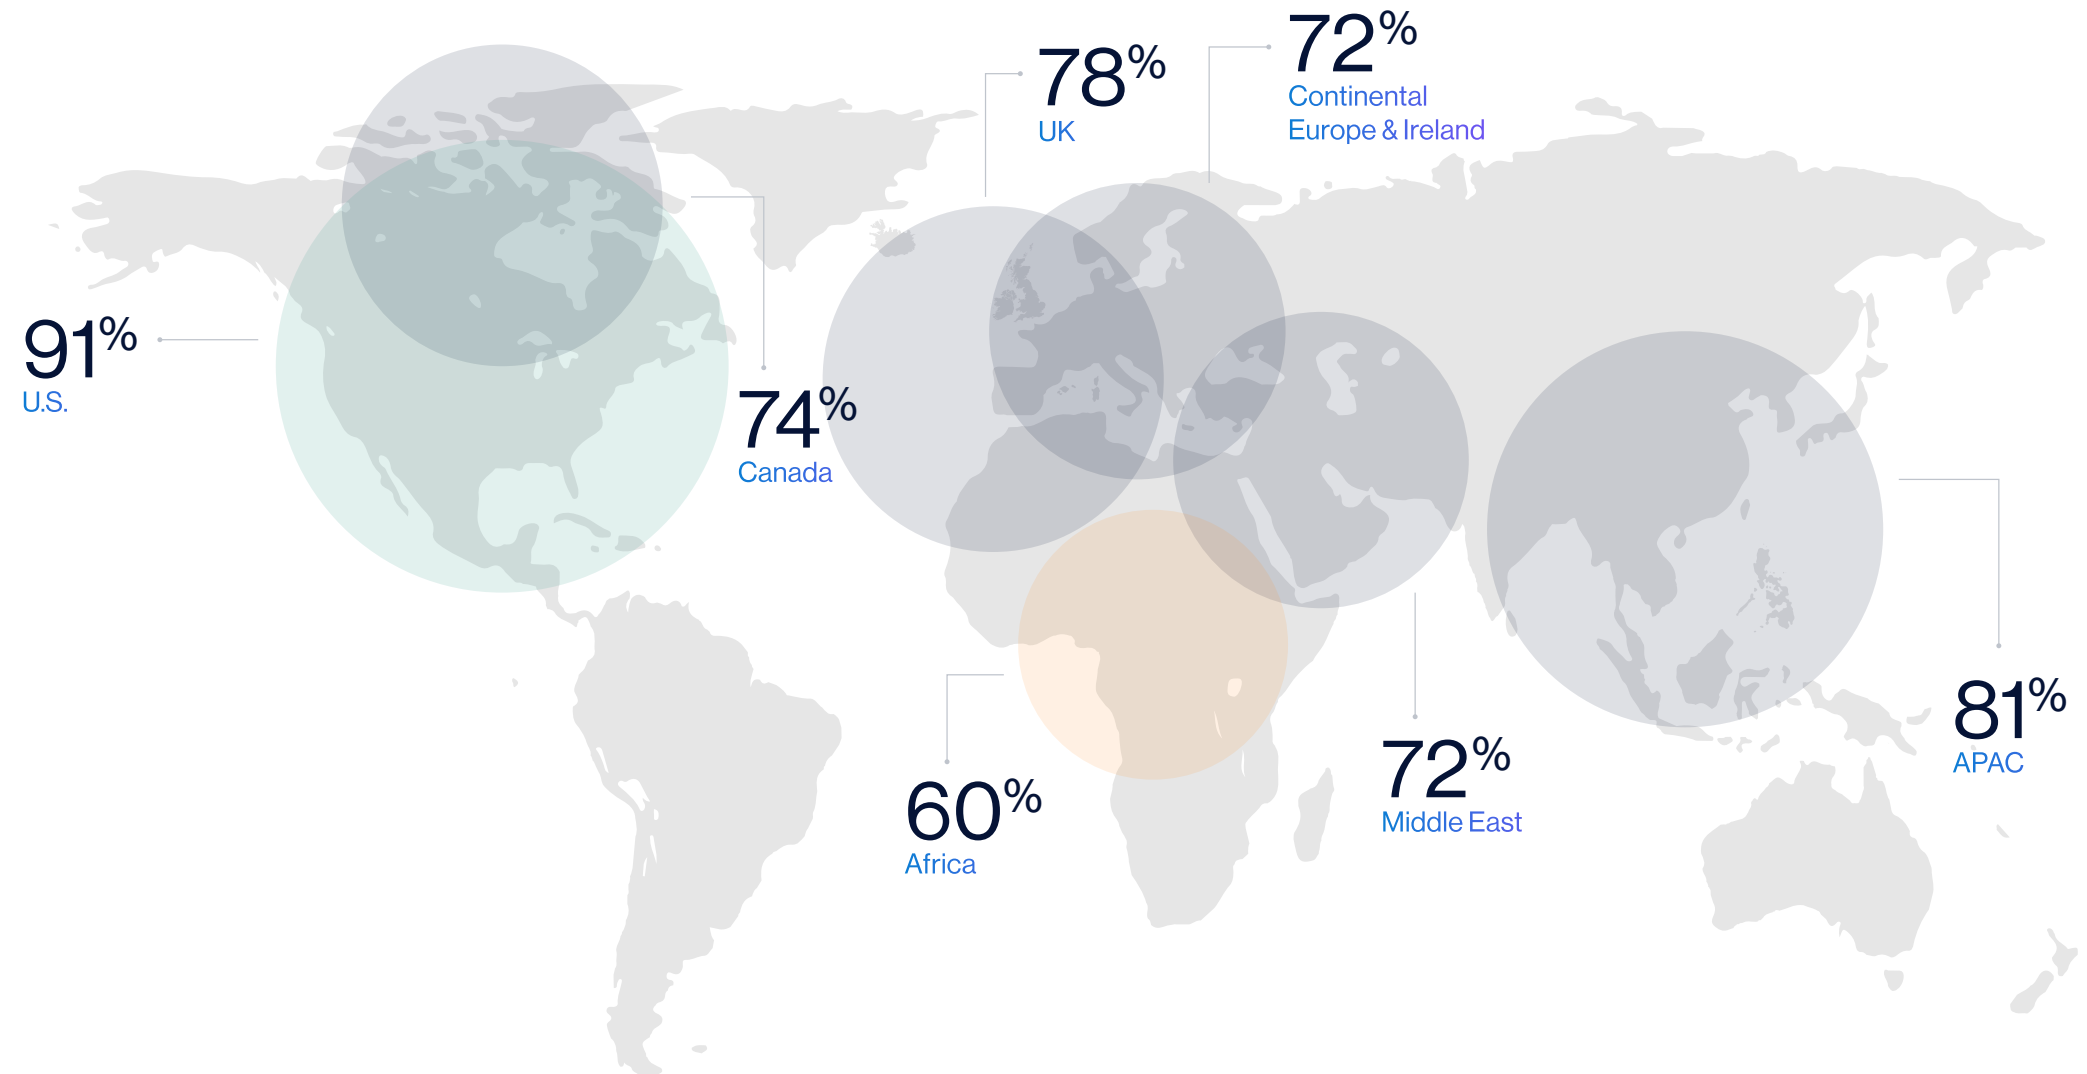 72%
Continental
Europe & Ireland
78%
UK
91%
U.S.
74%
Canada
81%
APAC
72%
Middle East
60%
Africa